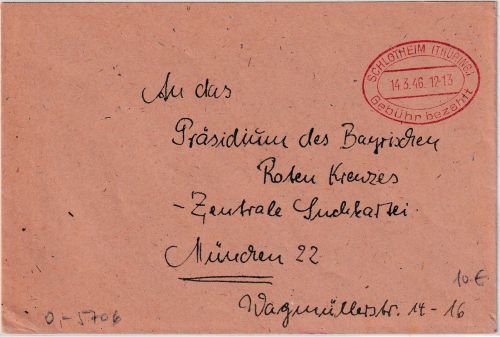 SCHLOTHEIM (THÜRING.)
14.3.46.12-13
Gebühr bezahlt
An das
Präsidium des Bayrischen
Roten Kreuzes
- Zentrale Suchkartei
München 22
Wagmüllerstr. 14-16
10.€
0,- 5706